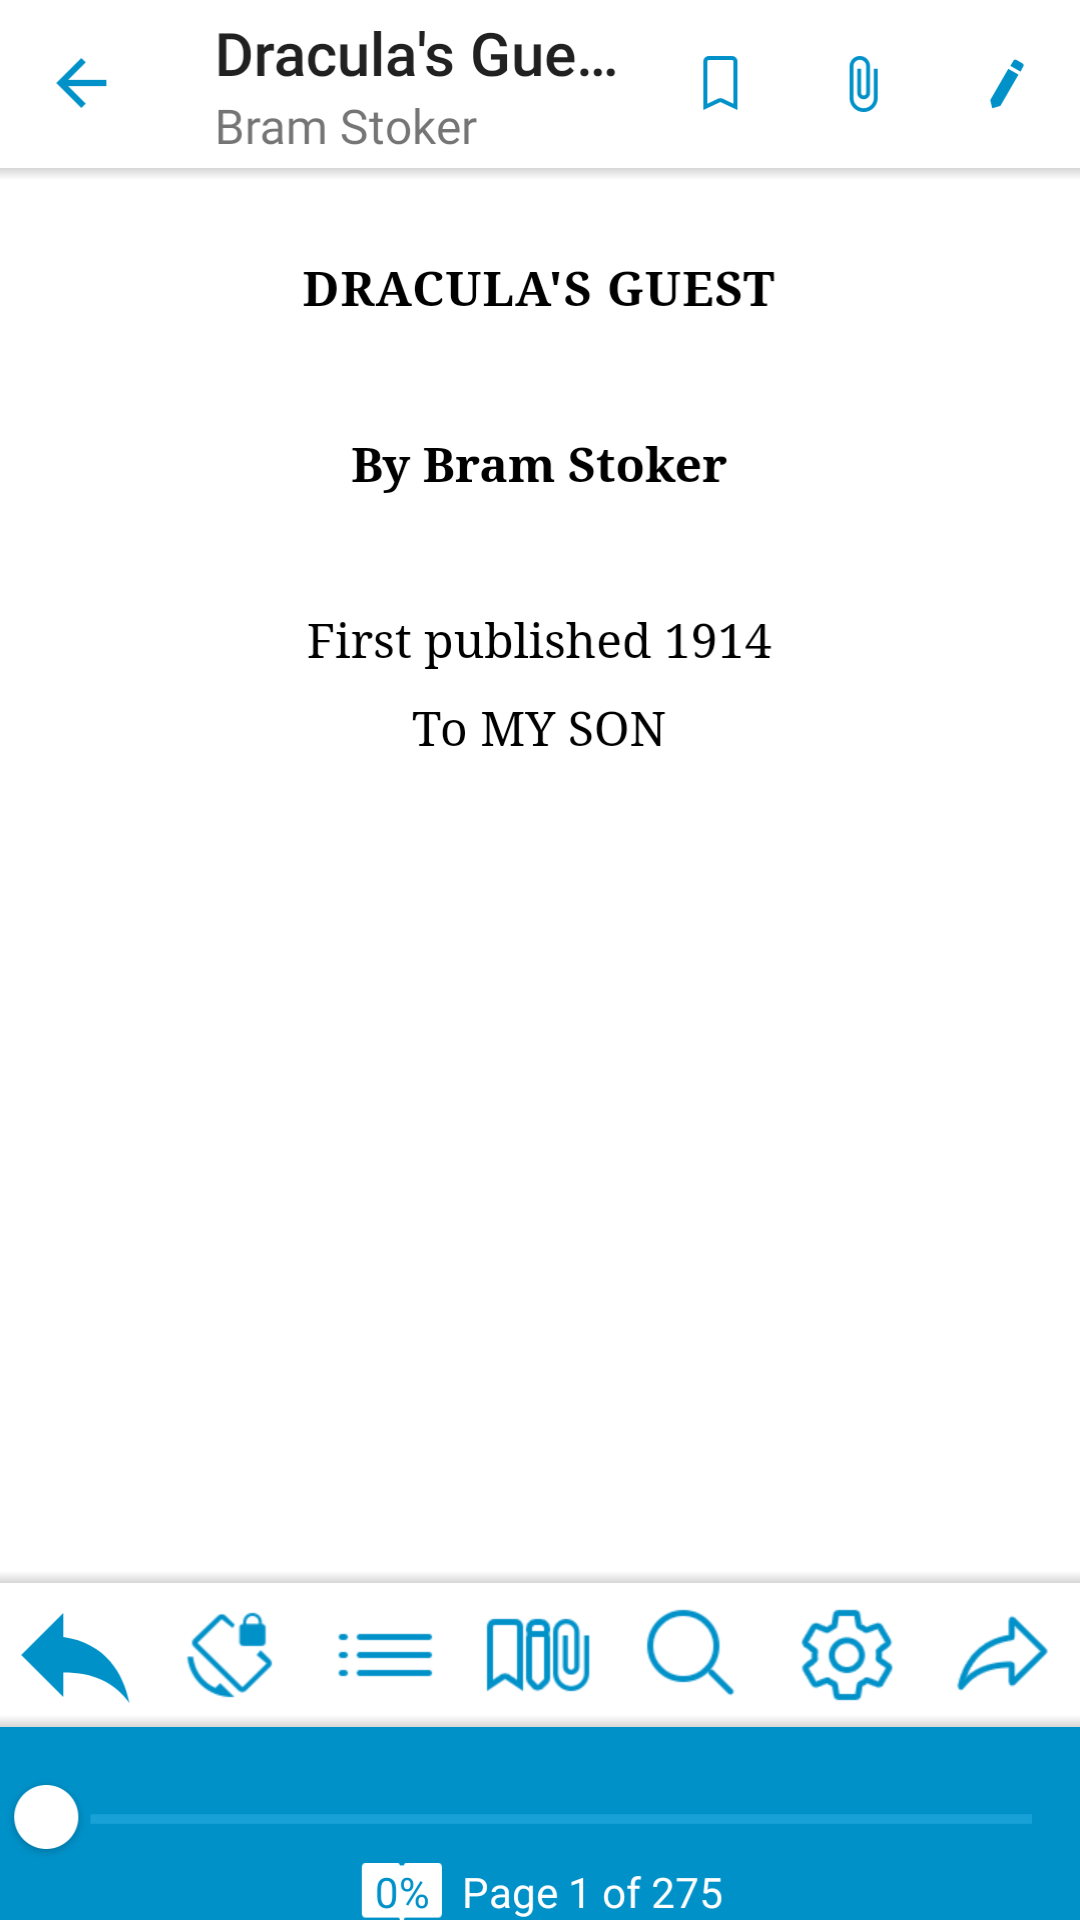 Dracula's Gue...
Bram Stoker
DRACULA'S GUEST
By Bram Stoker
First published 1914
To MY SON
0% Page 1 of 275